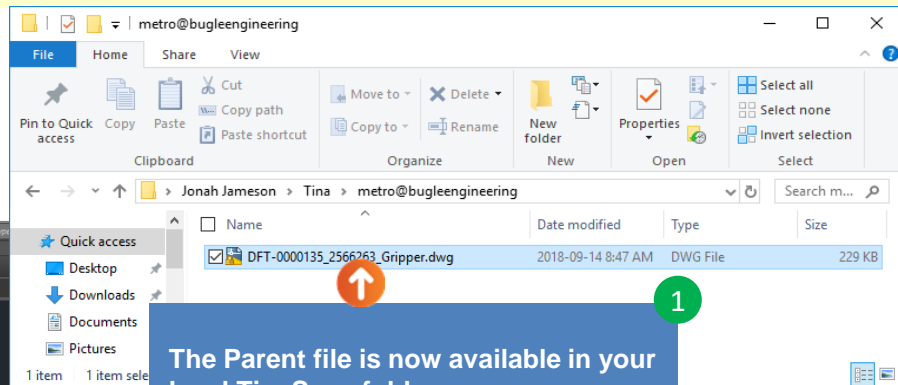 metro@bugleengineering
File Home Share View
Pin to Quick access
Copy
Paste
Cut
Copy path
Paste shortcut
Clipboard
Move to
Copy to
Delete
Rename
Organize
New folder
New
Properties
Open
Select all
Select none
Invert selection
Select
Jonah Jameson > Tina > metro@bugleengineering
Search m...
Name Date modified Type Size
Quick access
DFT-0000135_2566263_Gripper.dwg 2018-09-14 8:47 AM DWG File 229 KB
Desktop
Downloads
Documents
Pictures
1
The Parent file is now available in your
1 item 1 item sele